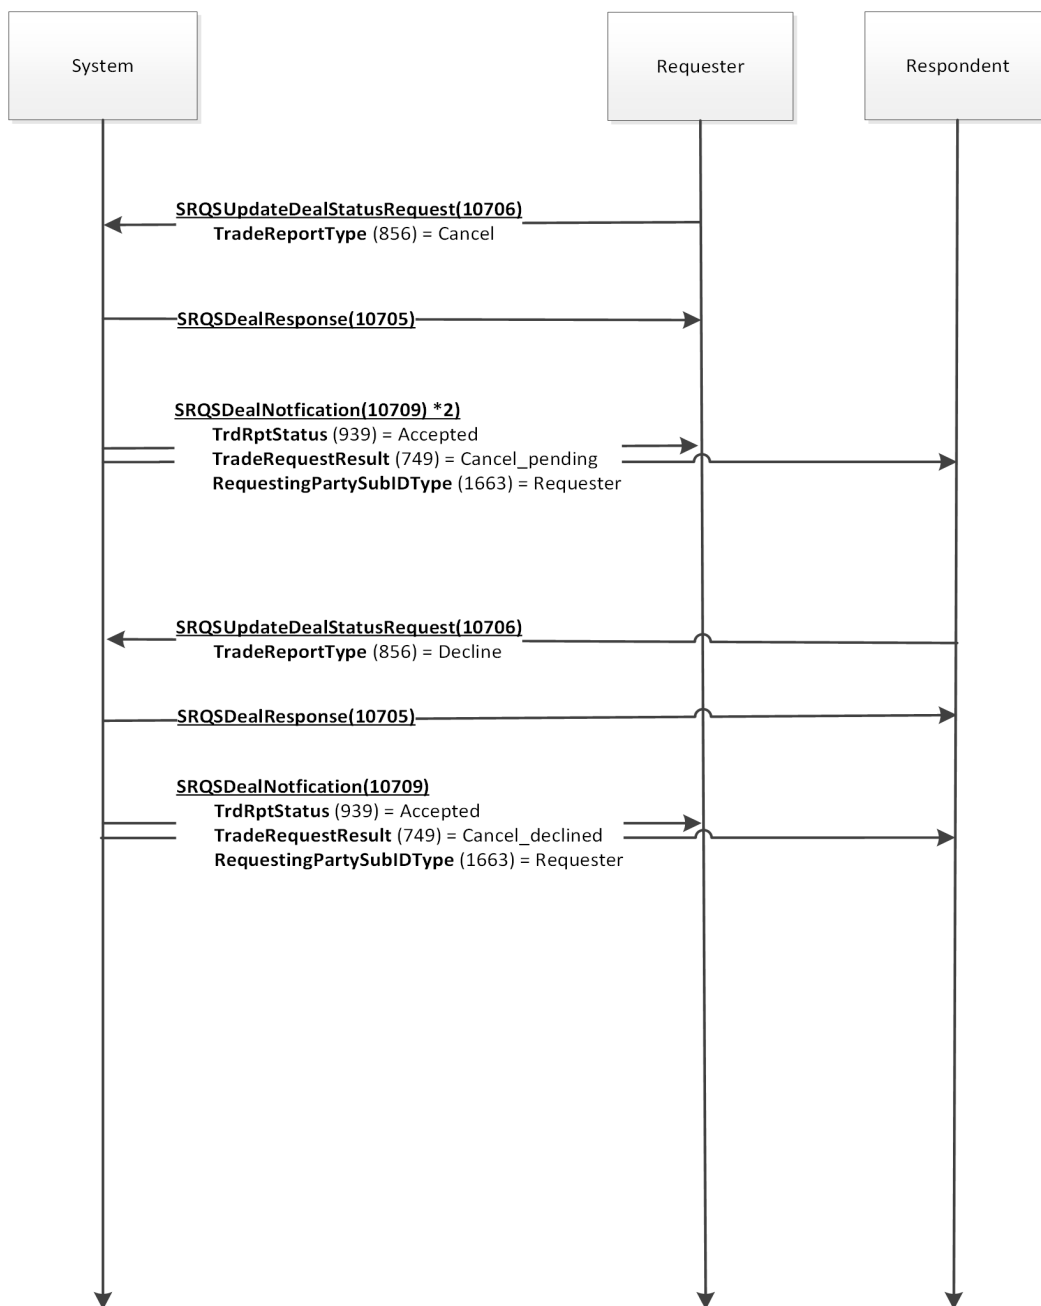 System
Requester
Respondent
SRQSUpdateDealStatusRequest(10706)
TradeReportType (856) = Cancel
SRQSDealResponse(10705)
SRQSDealNotfication(10709) *2)
TrdRptStatus (939) = Accepted
TradeRequestResult (749) = Cancel_pending
RequestingPartySubIDType (1663) = Requester
SRQSUpdateDealStatusRequest(10706)
TradeReportType (856) = Decline
SRQSDealResponse(10705)
SRQSDealNotfication(10709)
TrdRptStatus (939) = Accepted
TradeRequestResult (749) = Cancel_declined
RequestingPartySubIDType (1663) = Requester